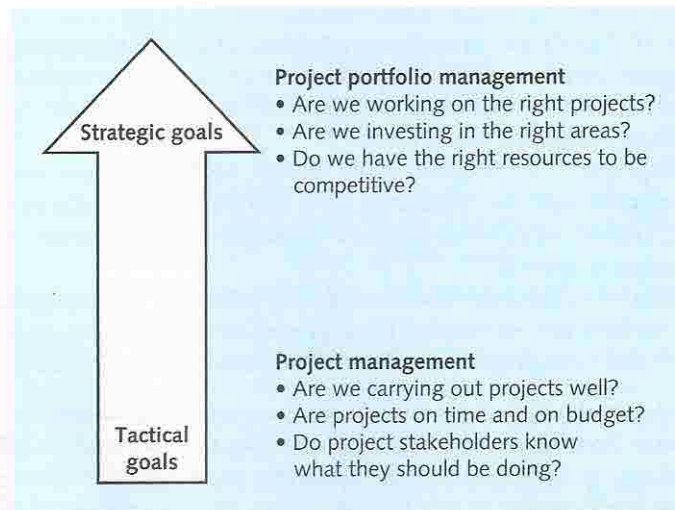 Project portfolio management
• Are we working on the right projects?
• Are we investing in the right areas?
• Do we have the right resources to be
competitive?
Strategic goals
Project management
• Are we carrying out projects well?
• Are projects on time and on budget?
• Do project stakeholders know
what they should be doing?
Tactical
goals